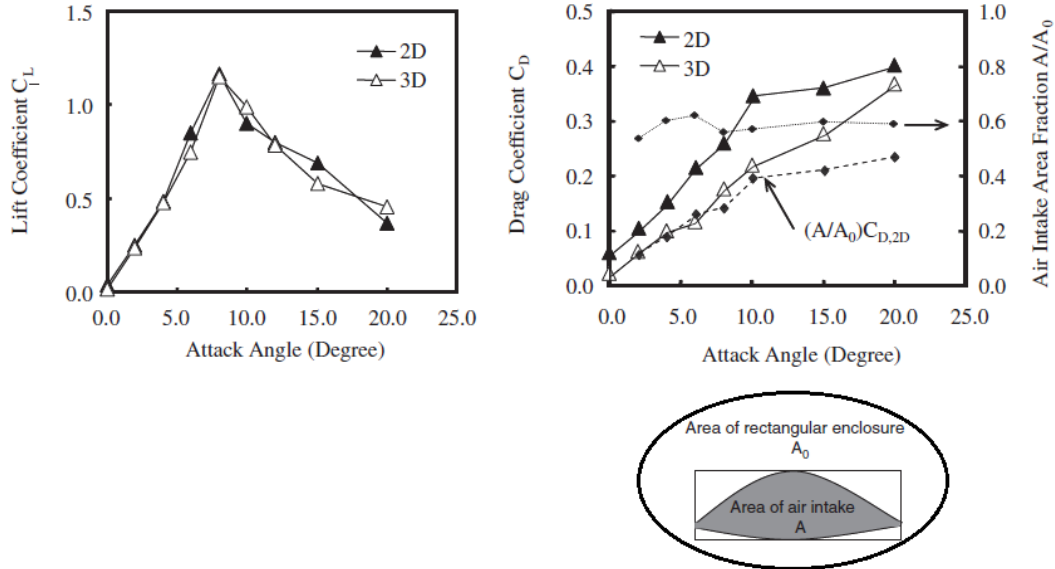 1.5
1.0
0.5
0.0
0.0 5.0 10.0 15.0 20.0 25.0
Lift Coefficient C_L
Attack Angle (Degree)
2D
3D
0.5
0.4
0.3
0.2
0.1
0.0
0.0 5.0 10.0 15.0 20.0 25.0
Drag Coefficient C_D
Attack Angle (Degree)
2D
3D
(A/A₀)C_D,2D
1.0
0.8
0.6
0.4
0.2
0.0
Air Intake Area Fraction A/A₀
Area of rectangular enclosure
A₀
Area of air intake
A